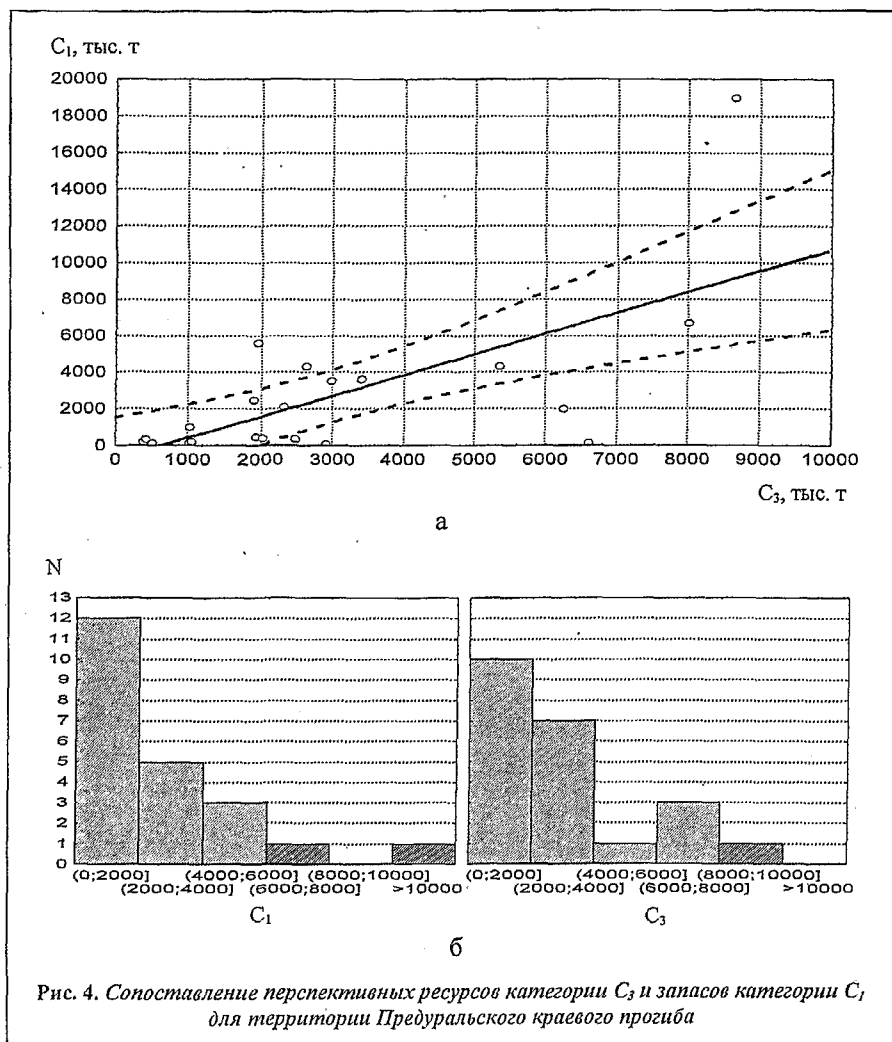 C₁, тыс. т
20000
18000
16000
14000
12000
10000
8000
6000
4000
2000
0
0 1000 2000 3000 4000 5000 6000 7000 8000 9000 10000
C₃, тыс. т
а
N
13
12
11
10
9
8
7
6
5
4
3
2
1
0
(0;2000] (4000;6000] (8000;10000] (0;2000] (4000;6000] (8000;10000]
(2000;4000] (6000;8000] >10000 (2000;4000] (6000;8000] >10000
C₁ C₃
б
Рис. 4. Сопоставление перспективных ресурсов категории C₃ и запасов категории C₁
для территории Предуральского краевого прогиба